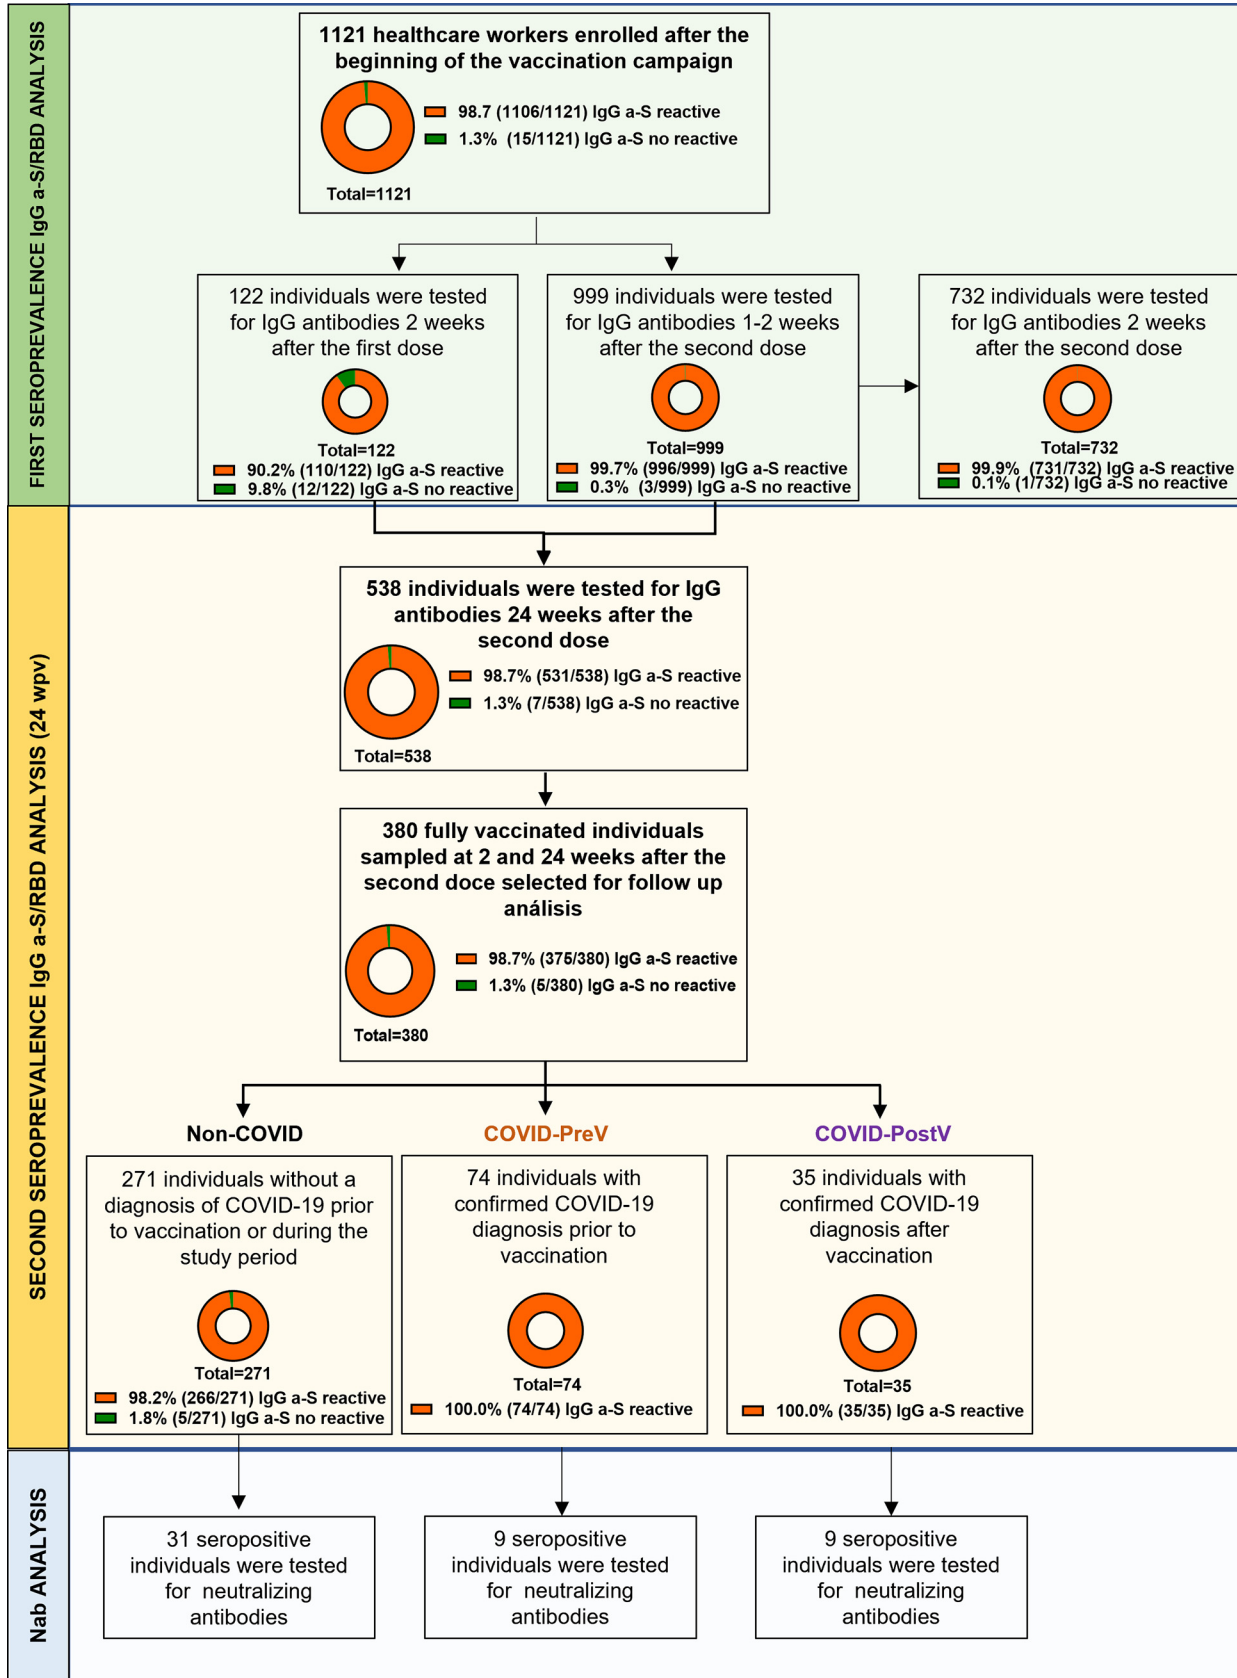 FIRST SEROPREVALENCE IgG a-S/RBD ANALYSIS
1121 healthcare workers enrolled after the
beginning of the vaccination campaign
98.7 (1106/1121) IgG a-S reactive
1.3% (15/1121) IgG a-S no reactive
Total=1121
122 individuals were tested
for IgG antibodies 2 weeks
after the first dose
Total=122
90.2% (110/122) IgG a-S reactive
9.8% (12/122) IgG a-S no reactive
999 individuals were tested
for IgG antibodies 1-2 weeks
after the second dose
Total=999
99.7% (996/999) IgG a-S reactive
0.3% (3/999) IgG a-S no reactive
732 individuals were tested
for IgG antibodies 2 weeks
after the second dose
Total=732
99.9% (731/732) IgG a-S reactive
0.1% (1/732) IgG a-S no reactive
SECOND SEROPREVALENCE IgG a-S/RBD ANALYSIS (24 wpv)
538 individuals were tested for IgG
antibodies 24 weeks after the
second dose
98.7% (531/538) IgG a-S reactive
1.3% (7/538) IgG a-S no reactive
Total=538
380 fully vaccinated individuals
sampled at 2 and 24 weeks after the
second doce selected for follow up
análisis
98.7% (375/380) IgG a-S reactive
1.3% (5/380) IgG a-S no reactive
Total=380
Non-COVID
271 individuals without a
diagnosis of COVID-19 prior
to vaccination or during the
study period
Total=271
98.2% (266/271) IgG a-S reactive
1.8% (5/271) IgG a-S no reactive
COVID-PreV
74 individuals with
confirmed COVID-19
diagnosis prior to
vaccination
Total=74
100.0% (74/74) IgG a-S reactive
COVID-PostV
35 individuals with
confirmed COVID-19
diagnosis after
vaccination
Total=35
100.0% (35/35) IgG a-S reactive
Nab ANALYSIS
31 seropositive
individuals were tested
for neutralizing
antibodies
9 seropositive
individuals were tested
for neutralizing
antibodies
9 seropositive
individuals were tested
for neutralizing
antibodies